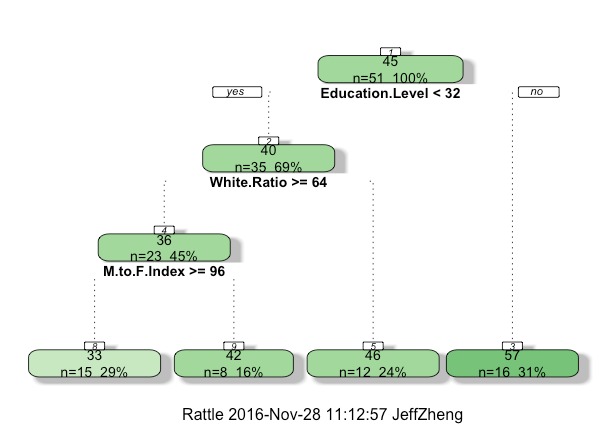 1
45
n=51 100%
yes
Education.Level < 32
no
2
40
n=35 69%
White.Ratio >= 64
4
36
n=23 45%
M.to.F.Index >= 96
8
33
n=15 29%
9
42
n=8 16%
5
46
n=12 24%
3
57
n=16 31%
Rattle 2016-Nov-28 11:12:57 JeffZheng